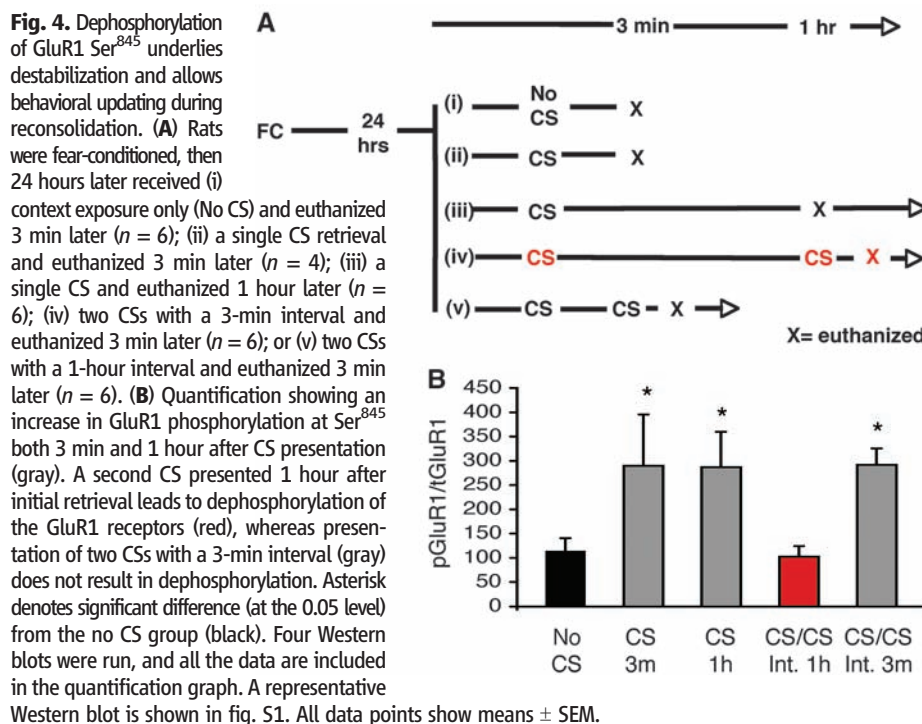 Fig. 4. Dephosphorylation
of GluR1 Ser845 underlies
destabilization and allows
behavioral updating during
reconsolidation. (A) Rats
were fear-conditioned, then
24 hours later received (i)
context exposure only (No CS) and euthanized
3 min later (n = 6); (ii) a single CS retrieval
and euthanized 3 min later (n = 4); (iii) a
single CS and euthanized 1 hour later (n =
6); (iv) two CSs with a 3-min interval and
euthanized 3 min later (n = 6); or (v) two CSs
with a 1-hour interval and euthanized 3 min
later (n = 6). (B) Quantification showing an
increase in GluR1 phosphorylation at Ser845
both 3 min and 1 hour after CS presentation
(gray). A second CS presented 1 hour after
initial retrieval leads to dephosphorylation of
the GluR1 receptors (red), whereas presen-
tation of two CSs with a 3-min interval (gray)
does not result in dephosphorylation. Asterisk
denotes significant difference (at the 0.05 level)
from the no CS group (black). Four Western
blots were run, and all the data are included
in the quantification graph. A representative
Western blot is shown in fig. S1. All data points show means ± SEM.
A
3 min 1 hr
FC 24
hrs
(i) No
CS X
(ii) CS X
(iii) CS X
(iv) CS CS X
(v) CS CS X
X= euthanized
B
pGluR1/tGluR1
450
400
350
300
250
200
150
100
50
0
* * *
No CS CS CS/CS CS/CS
CS 3m 1h Int. 1h Int. 3m